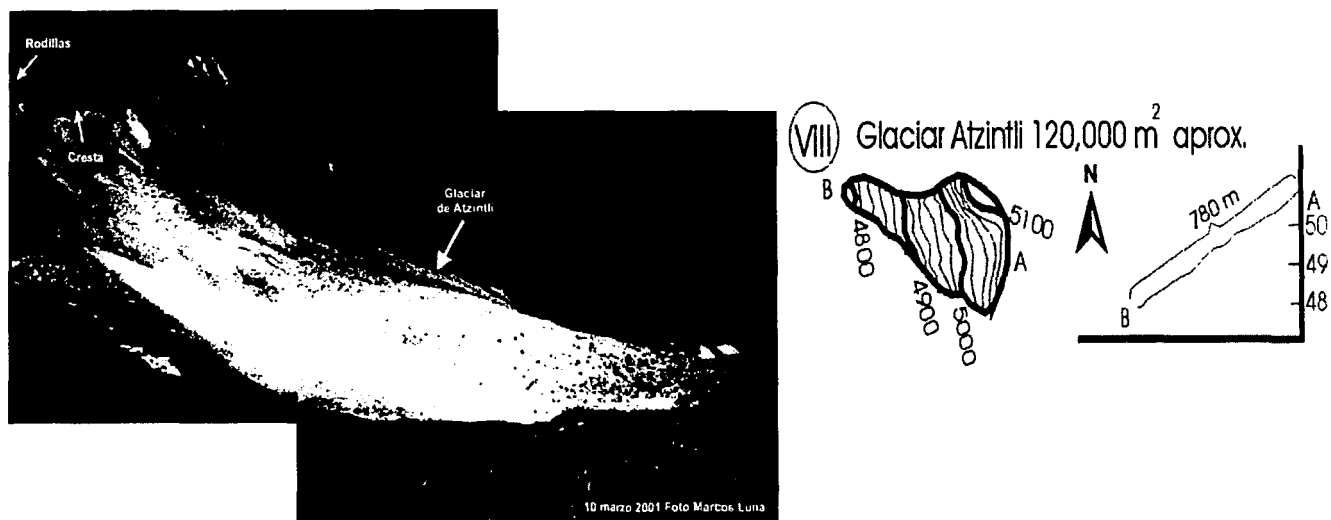 Rodillas
Cresta
Glaciar
de Atzintli
10 marzo 2001 Foto Marcos Luna
VIII Glaciar Atzintli 120,000 m² aprox.
B
4800
4900
5000
5100
A
N
780 m
A
50
49
48
B